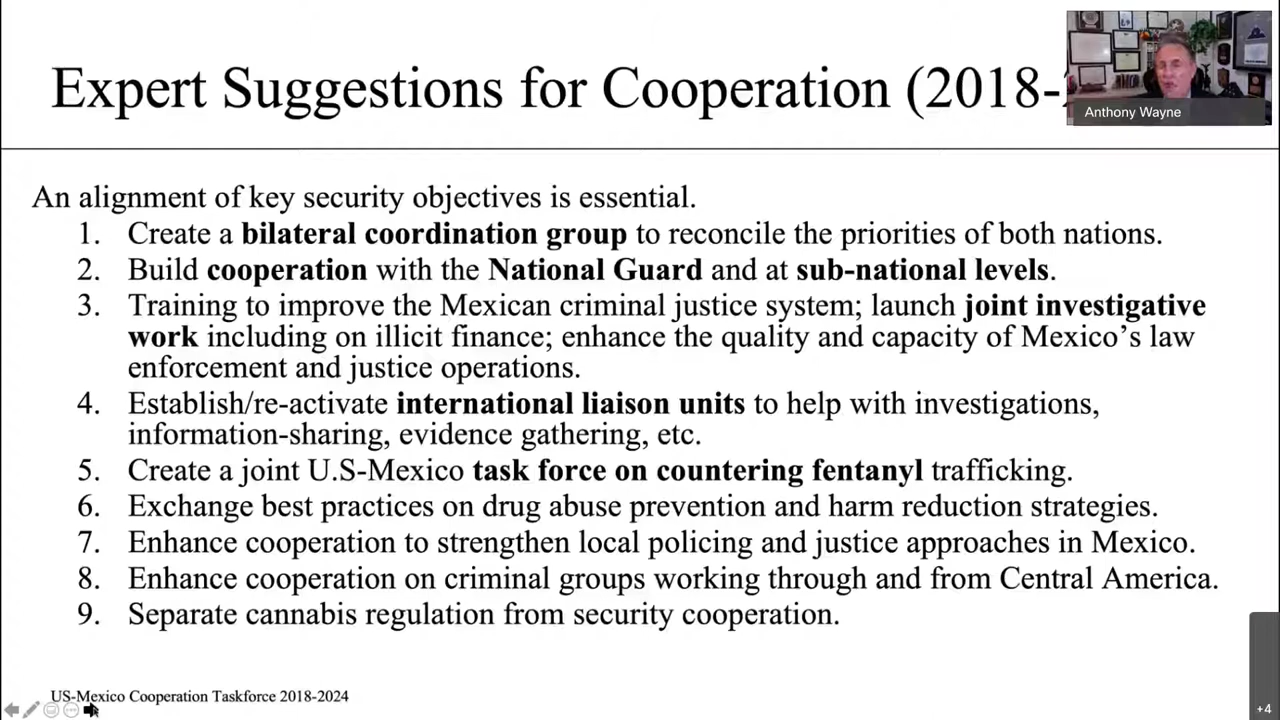 Expert Suggestions for Cooperation (2018-
Anthony Wayne
An alignment of key security objectives is essential.
1. Create a bilateral coordination group to reconcile the priorities of both nations.
2. Build cooperation with the National Guard and at sub-national levels.
3. Training to improve the Mexican criminal justice system; launch joint investigative
work including on illicit finance; enhance the quality and capacity of Mexico’s law
enforcement and justice operations.
4. Establish/re-activate international liaison units to help with investigations,
information-sharing, evidence gathering, etc.
5. Create a joint U.S-Mexico task force on countering fentanyl trafficking.
6. Exchange best practices on drug abuse prevention and harm reduction strategies.
7. Enhance cooperation to strengthen local policing and justice approaches in Mexico.
8. Enhance cooperation on criminal groups working through and from Central America.
9. Separate cannabis regulation from security cooperation.
US-Mexico Cooperation Taskforce 2018-2024
+4